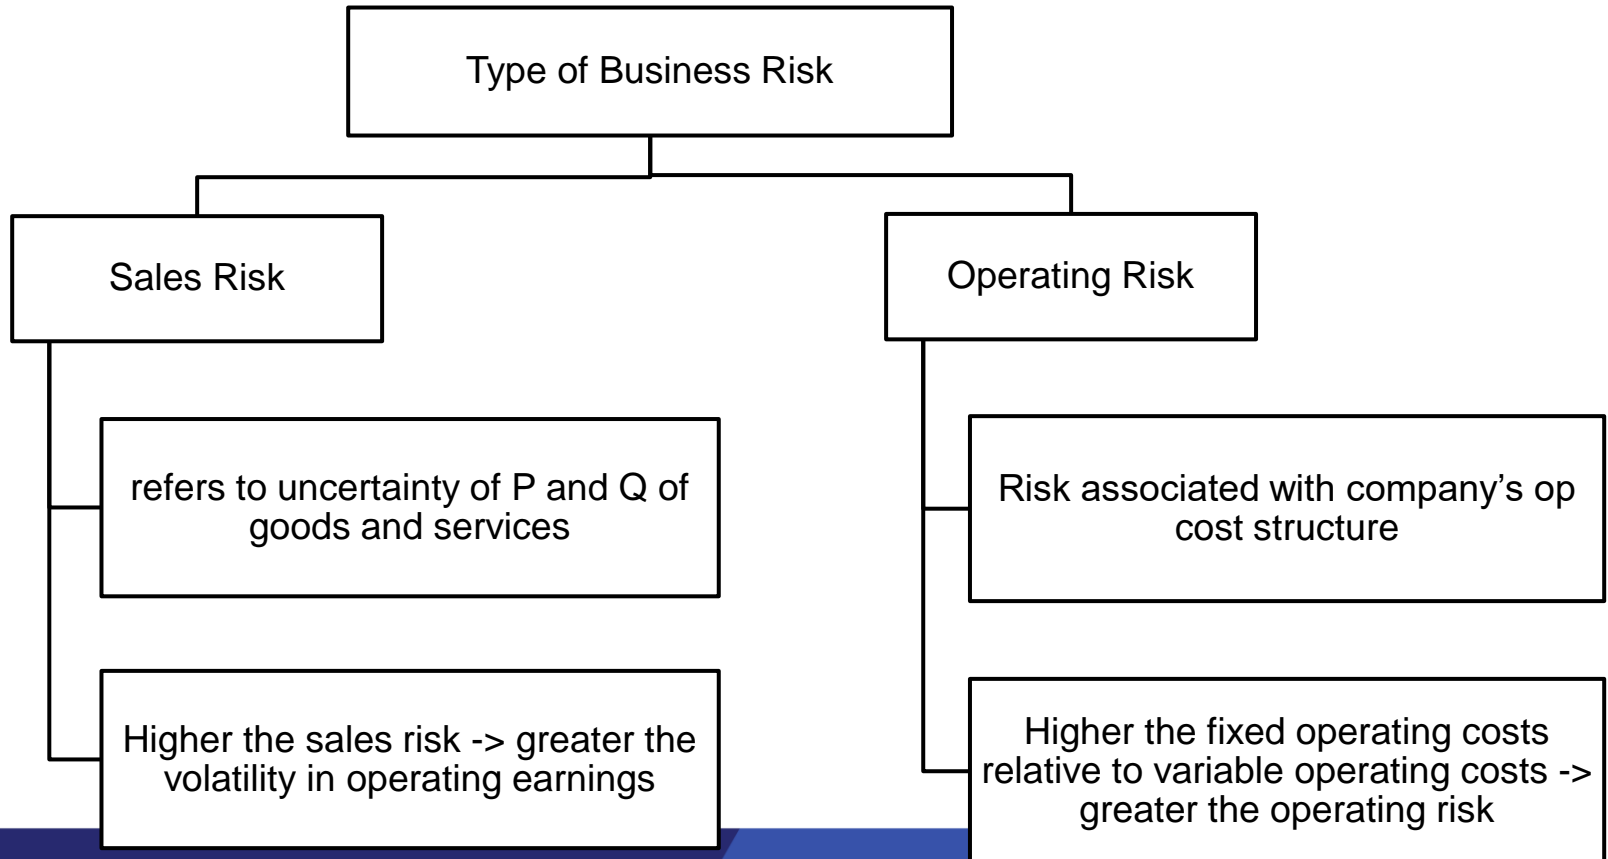 Type of Business Risk
Sales Risk
refers to uncertainty of P and Q of
goods and services
Higher the sales risk -> greater the
volatility in operating earnings
Operating Risk
Risk associated with company’s op
cost structure
Higher the fixed operating costs
relative to variable operating costs ->
greater the operating risk